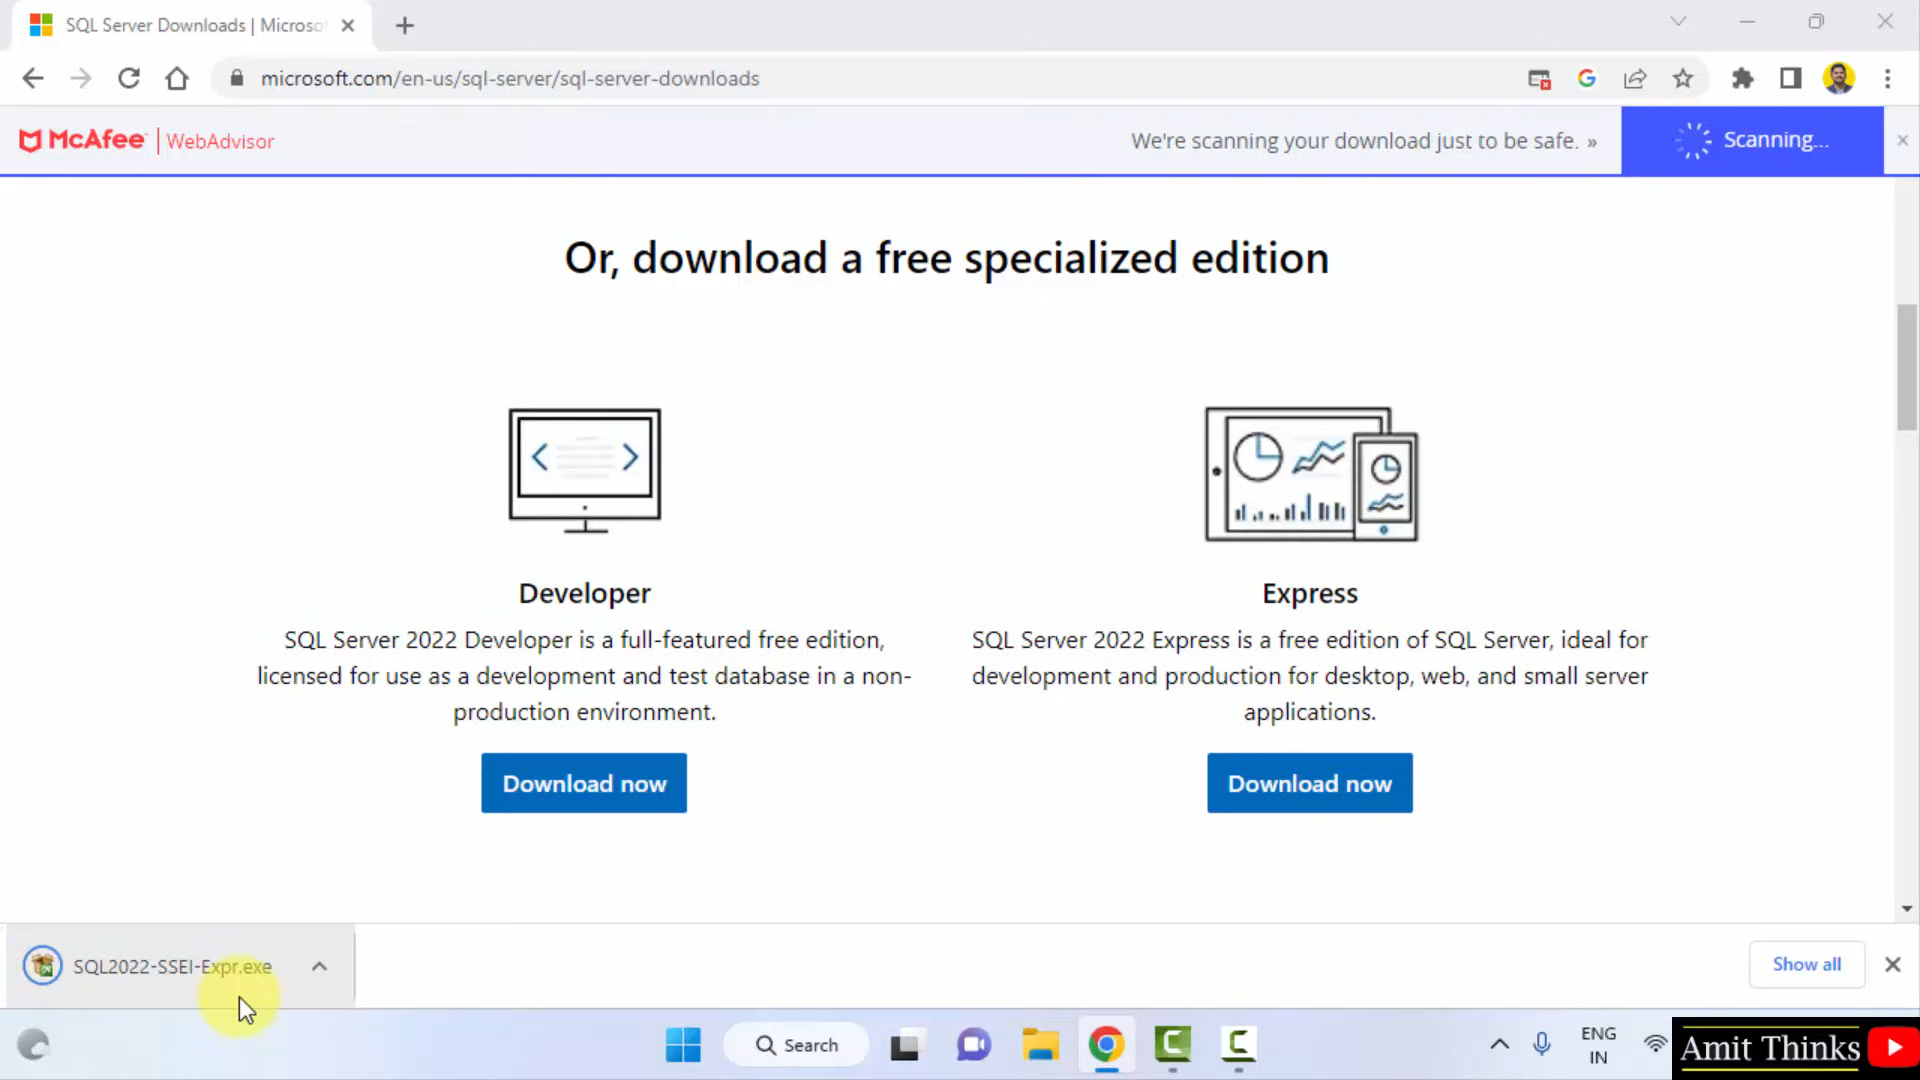 SQL Server Downloads | Microso
microsoft.com/en-us/sql-server/sql-server-downloads
McAfee | WebAdvisor
We're scanning your download just to be safe. »
Scanning...
Or, download a free specialized edition
Developer
SQL Server 2022 Developer is a full-featured free edition,
licensed for use as a development and test database in a non-
production environment.
Download now
Express
SQL Server 2022 Express is a free edition of SQL Server, ideal for
development and production for desktop, web, and small server
applications.
Download now
SQL2022-SSEI-Expr.exe
Show all
Search
ENG
IN
Amit Thinks